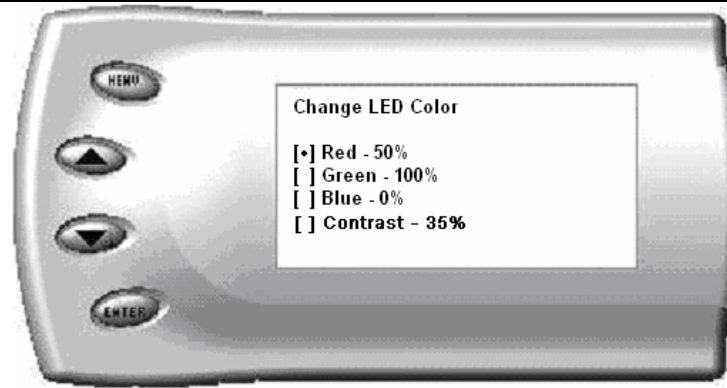 MENU
Change LED Color
[•] Red - 50%
[ ] Green - 100%
[ ] Blue - 0%
[ ] Contrast – 35%
ENTER